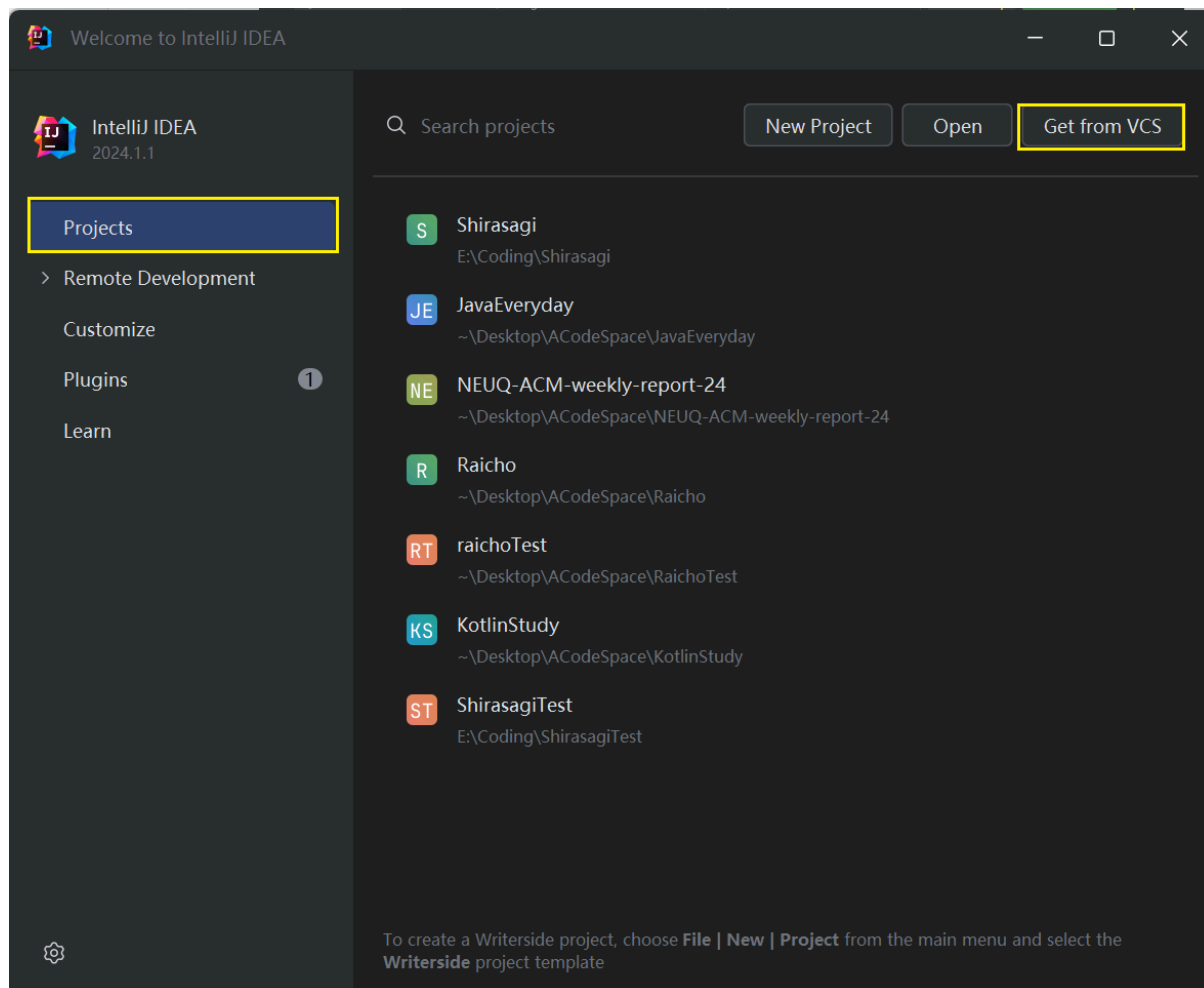 Welcome to IntelliJ IDEA
IJ
IntelliJ IDEA
2024.1.1
Projects
Remote Development
Customize
Plugins 1
Learn
Search projects New Project Open Get from VCS
S Shirasagi
E:\Coding\Shirasagi
JE JavaEveryday
~\Desktop\ACodeSpace\JavaEveryday
NE NEUQ-ACM-weekly-report-24
~\Desktop\ACodeSpace\NEUQ-ACM-weekly-report-24
R Raicho
~\Desktop\ACodeSpace\Raicho
RT raichoTest
~\Desktop\ACodeSpace\RaichoTest
KS KotlinStudy
~\Desktop\ACodeSpace\KotlinStudy
ST ShirasagiTest
E:\Coding\ShirasagiTest
To create a Writerside project, choose File | New | Project from the main menu and select the
Writerside project template